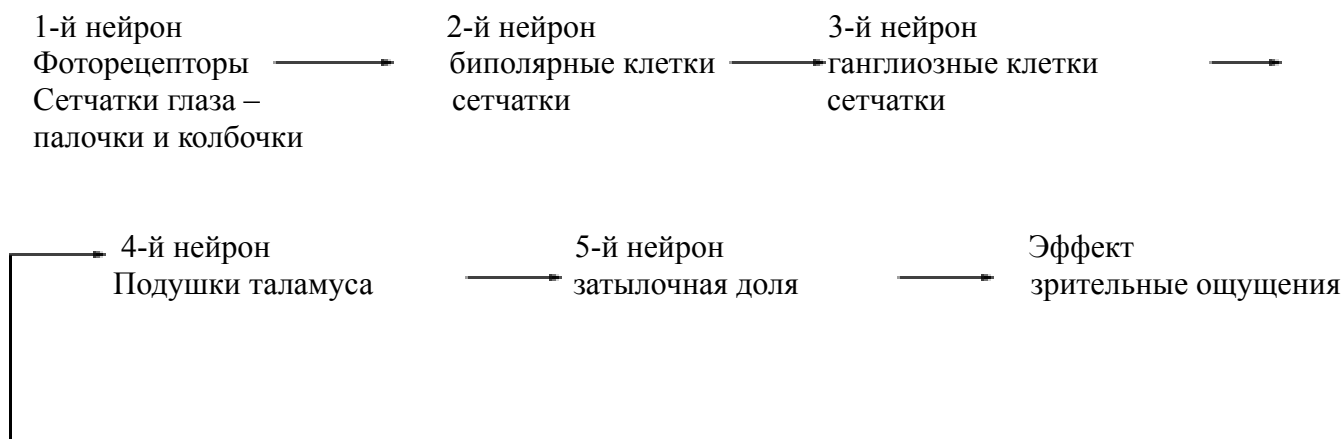 1-й нейрон
Фоторецепторы
Сетчатки глаза –
палочки и колбочки
2-й нейрон
биполярные клетки
сетчатки
3-й нейрон
ганглиозные клетки
сетчатки
4-й нейрон
Подушки таламуса
5-й нейрон
затылочная доля
Эффект
зрительные ощущения